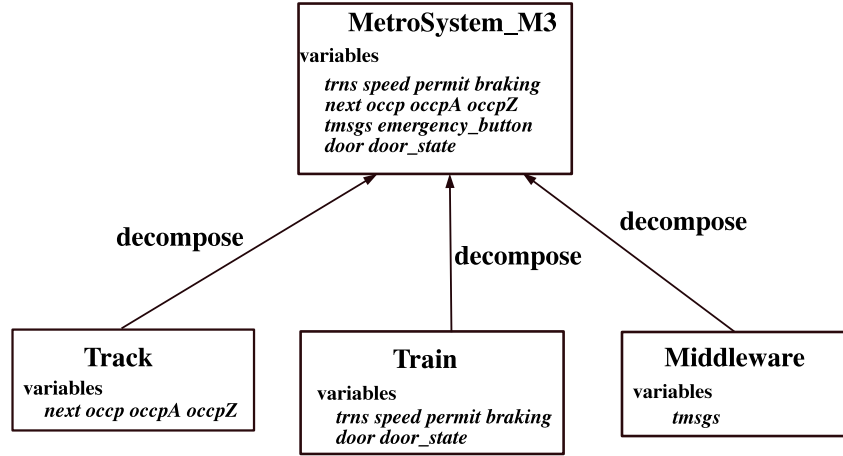 MetroSystem_M3
variables
trns speed permit braking
next occp occpA occpZ
tmsgs emergency_button
door door_state
decompose
decompose
decompose
Track
variables
next occp occpA occpZ
Train
variables
trns speed permit braking
door door_state
Middleware
variables
tmsgs